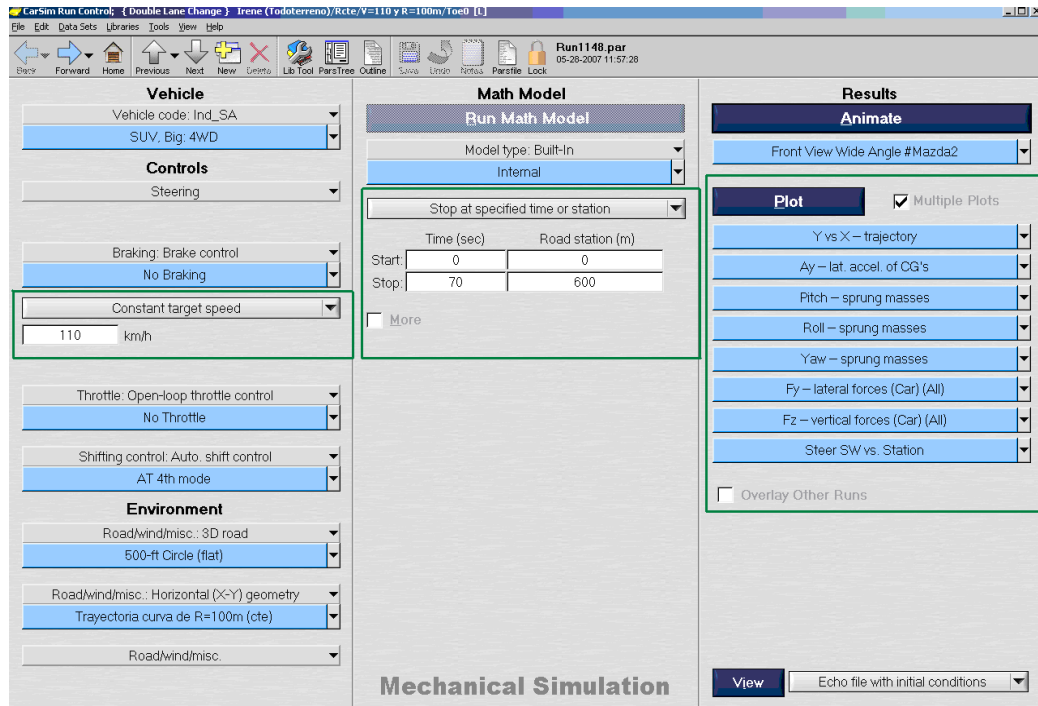 CarSim Run Control; { Double Lane Change } Irene (Todoterreno)/Rcte/V=110 y R=100m/Toe0 [L]
File Edit Data Sets Libraries Tools View Help
Back Forward Home Previous Next New Delete Lib Tool ParsTree Outline Save Undo Notes Parsfile Lock
Run1148.par
05-28-2007 11:57:28
Vehicle
Vehicle code: Ind_SA
SUV, Big: 4WD
Controls
Steering
Braking: Brake control
No Braking
Constant target speed
110 km/h
Throttle: Open-loop throttle control
No Throttle
Shifting control: Auto. shift control
AT 4th mode
Environment
Road/wind/misc.: 3D road
500-ft Circle (flat)
Road/wind/misc.: Horizontal (X-Y) geometry
Trayectoria curva de R=100m (cte)
Road/wind/misc.
Math Model
Run Math Model
Model type: Built-In
Internal
Stop at specified time or station
Time (sec) Road station (m)
Start: 0 0
Stop: 70 600
More
Mechanical Simulation
Results
Animate
Front View Wide Angle #Mazda2
Plot Multiple Plots
Y vs X – trajectory
Ay – lat. accel. of CG's
Pitch – sprung masses
Roll – sprung masses
Yaw – sprung masses
Fy – lateral forces (Car) (All)
Fz – vertical forces (Car) (All)
Steer SW vs. Station
Overlay Other Runs
View Echo file with initial conditions